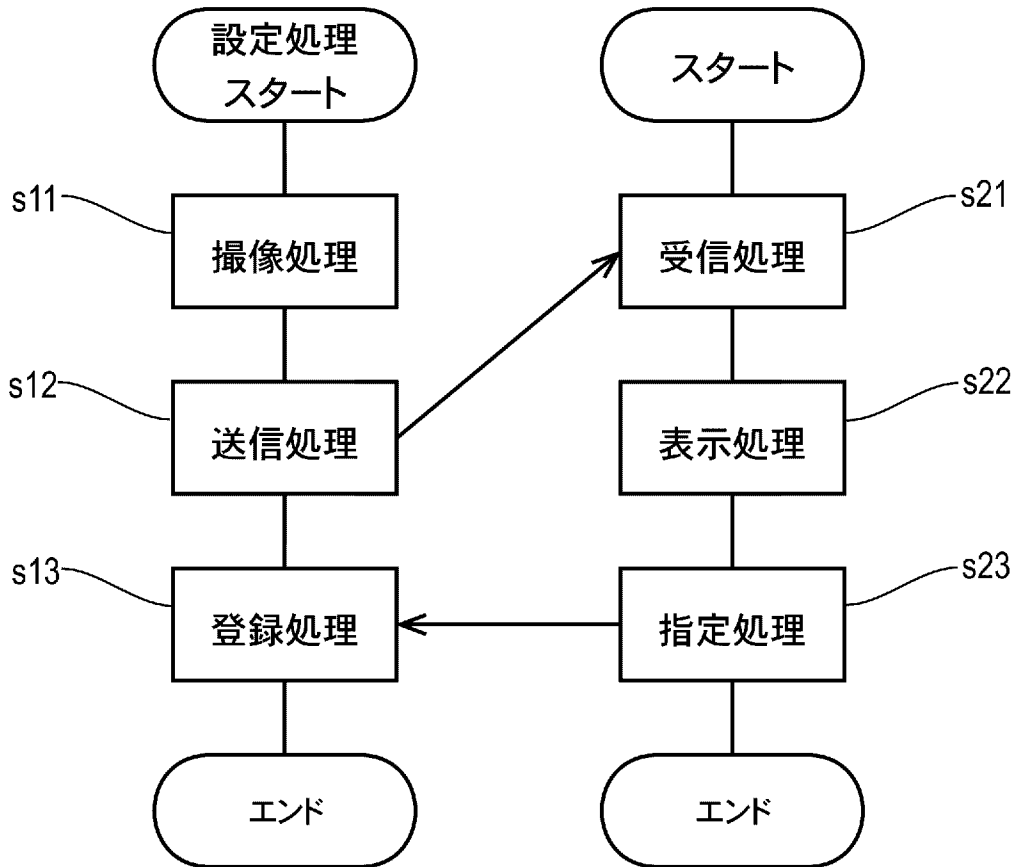 設定処理
スタート
s11
撮像処理
s12
送信処理
s13
登録処理
エンド
スタート
s21
受信処理
s22
表示処理
s23
指定処理
エンド